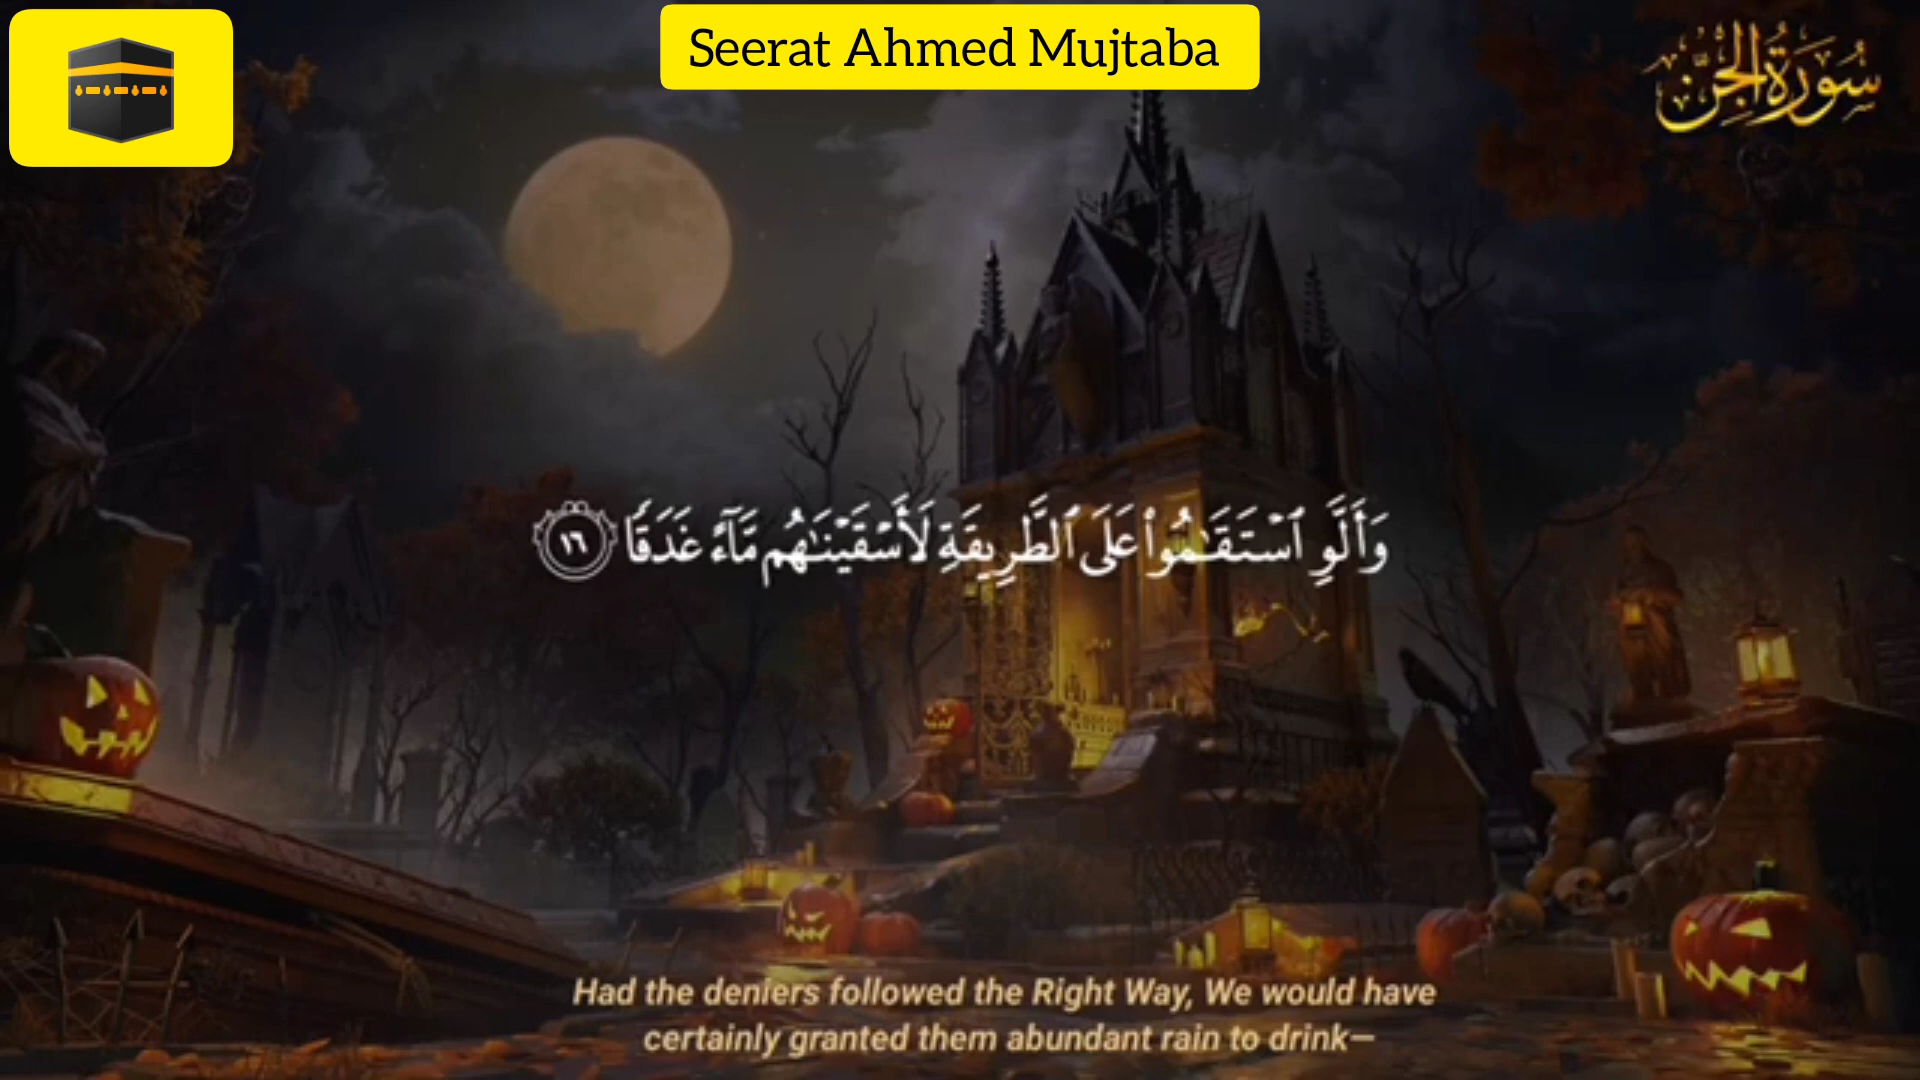 Seerat Ahmed Mujtaba
سُورَةُ الجِنّ
وَأَلَّوِ ٱسۡتَقَٰمُواْ عَلَى ٱلطَّرِيقَةِ لَأَسۡقَيۡنَٰهُم مَّآءً غَدَقٗا ١٦
Had the deniers followed the Right Way, We would have
certainly granted them abundant rain to drink—